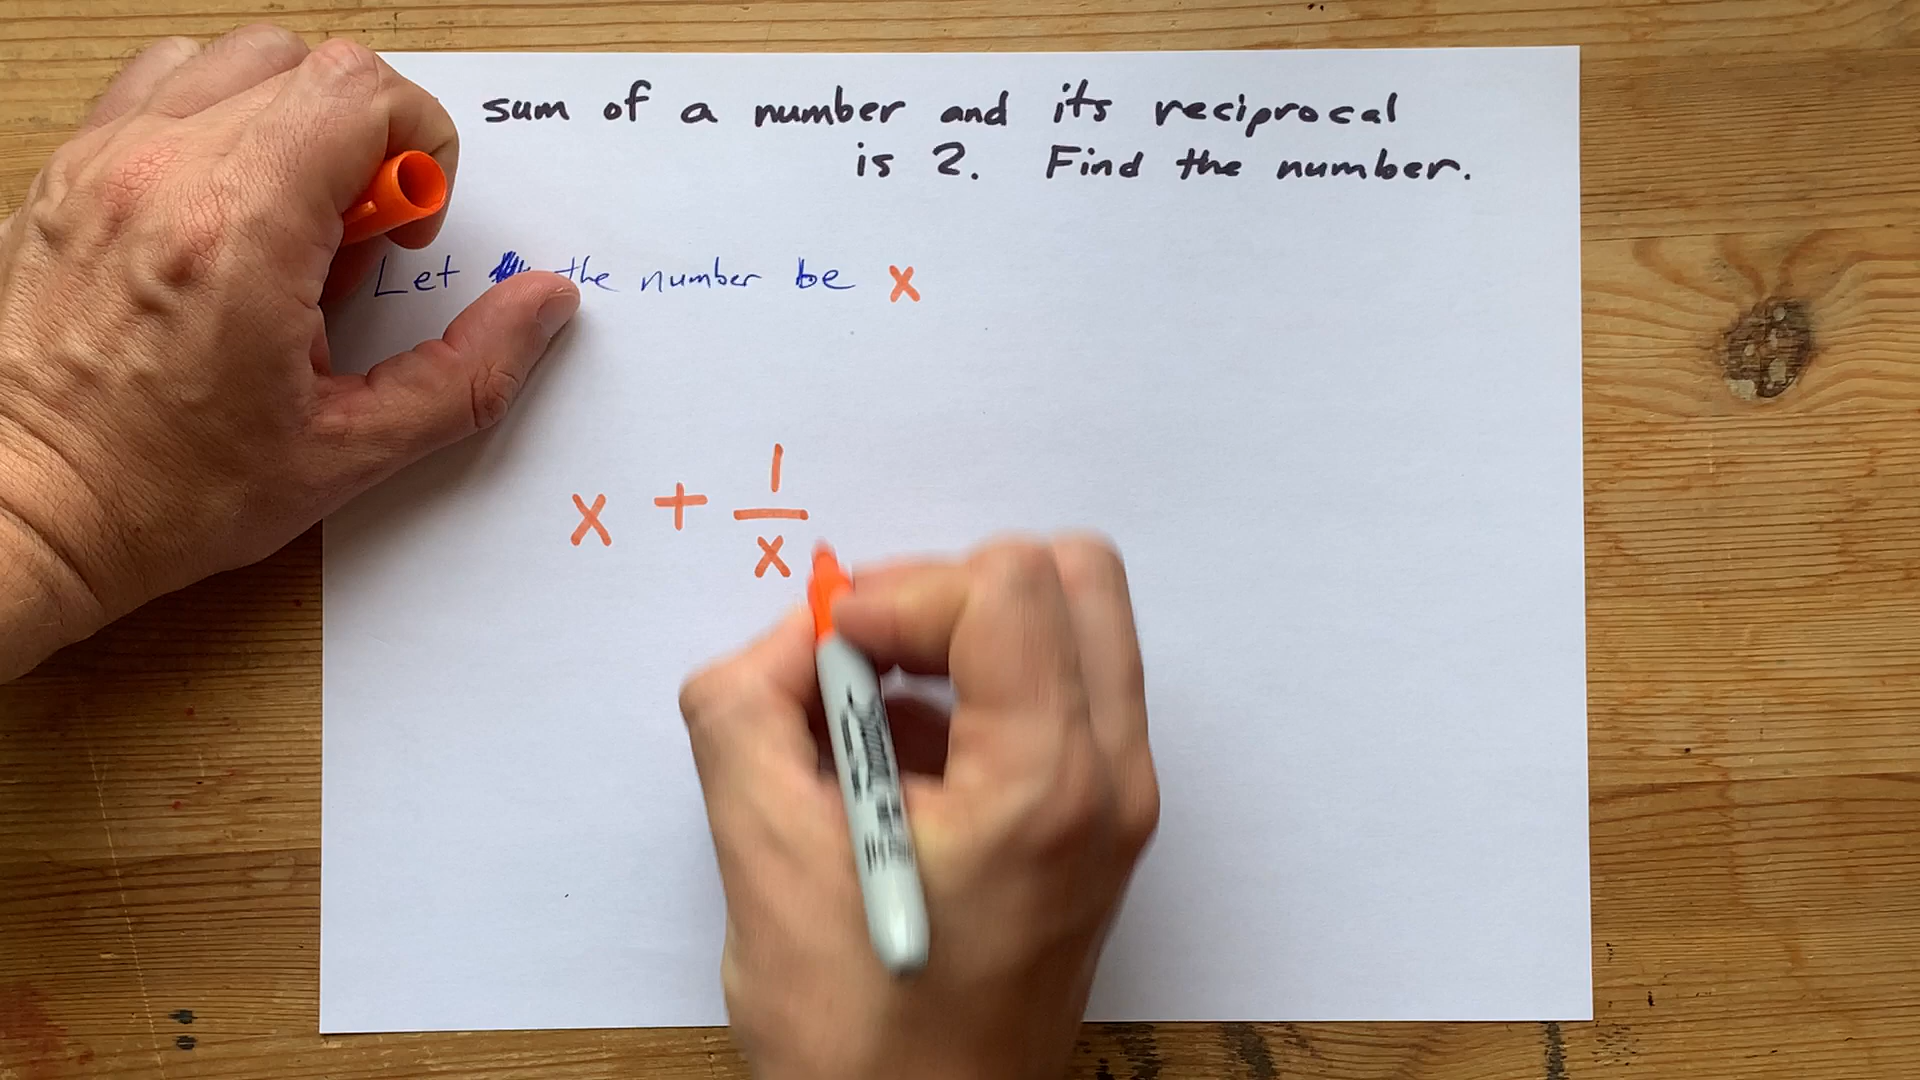 sum of a number and its reciprocal
is 2. Find the number.
Let the number be x
x + 1/x